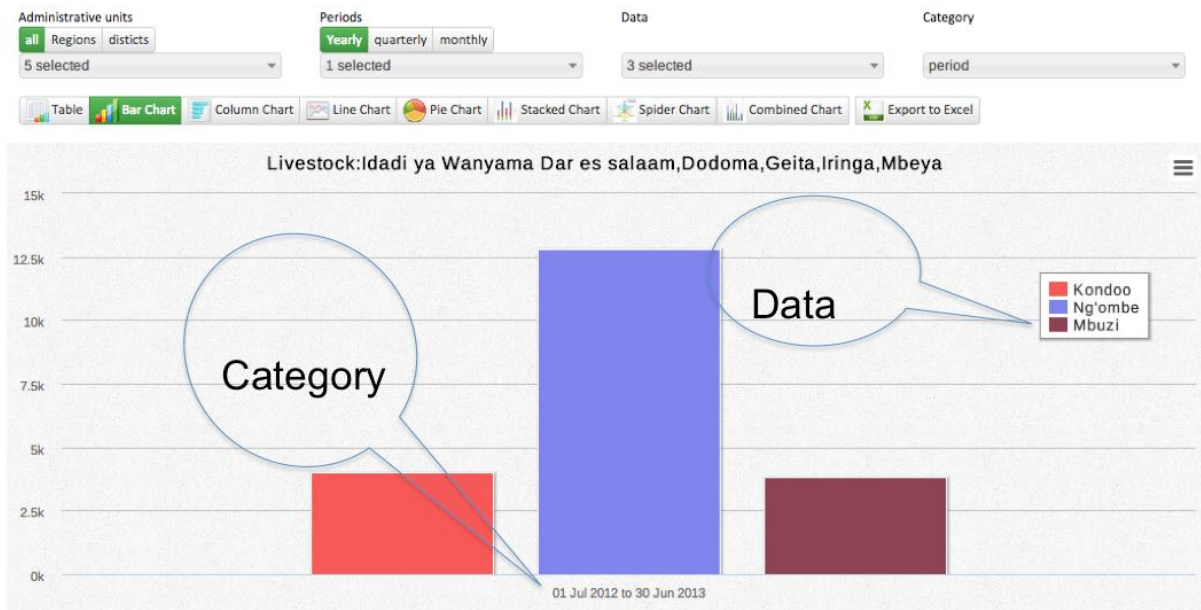 Administrative units Periods Data Category
all Regions disticts Yearly quarterly monthly
5 selected 1 selected 3 selected period
Table Bar Chart Column Chart Line Chart Pie Chart Stacked Chart Spider Chart Combined Chart Export to Excel
Livestock:Idadi ya Wanyama Dar es salaam,Dodoma,Geita,Iringa,Mbeya
15k
12.5k
10k
7.5k
5k
2.5k
0k
Category
Data
Kondoo
Ng'ombe
Mbuzi
01 Jul 2012 to 30 Jun 2013